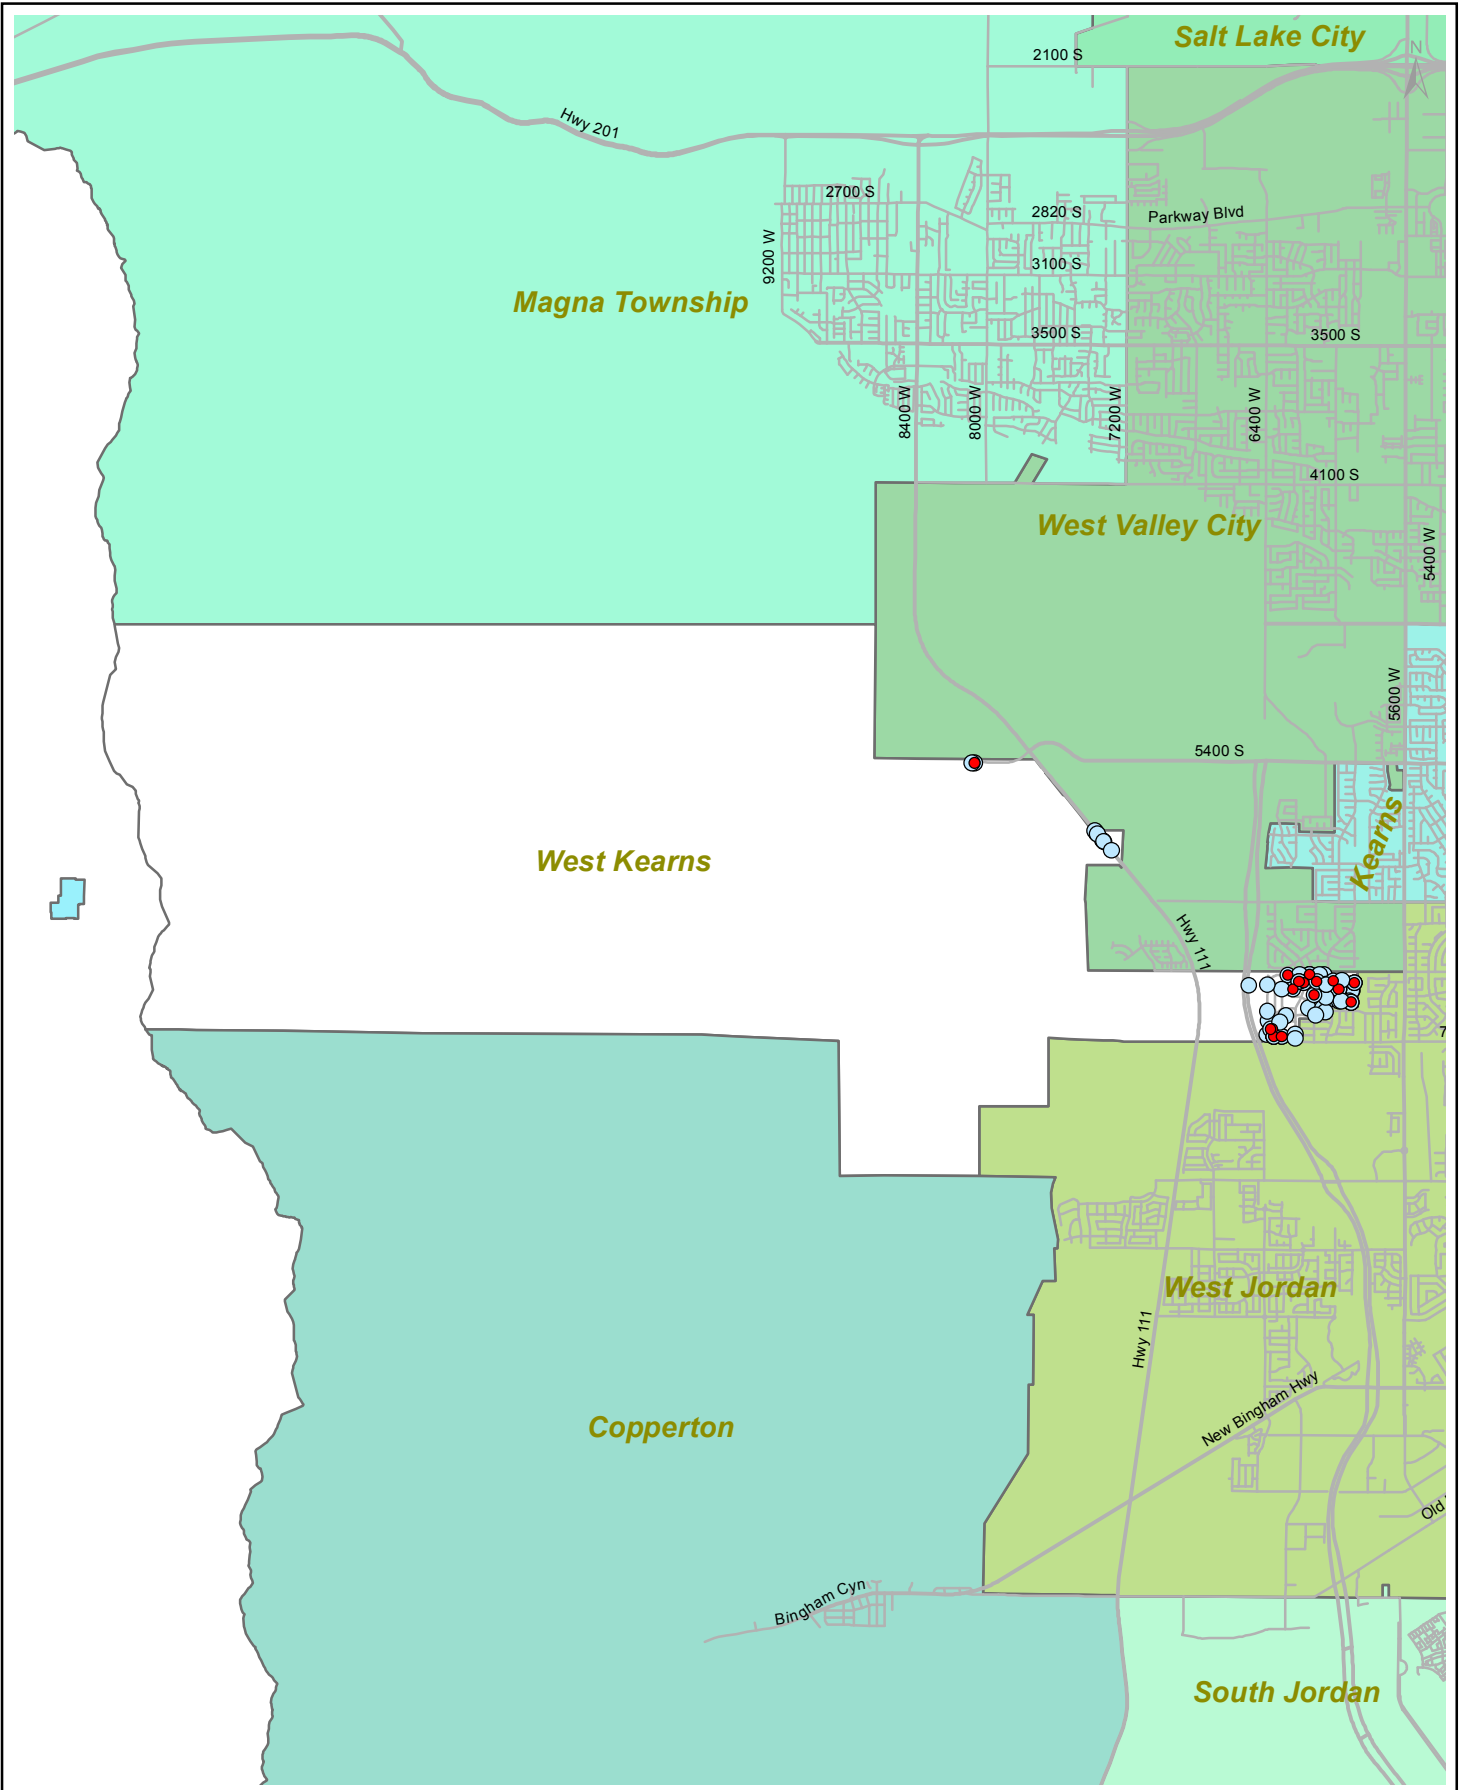 Salt Lake City
N
2100 S
Hwy 201
2700 S
2820 S
Parkway Blvd
9200 W
3100 S
Magna Township
3500 S
3500 S
8400 W
8000 W
7200 W
6400 W
4100 S
West Valley City
5400 W
5600 W
5400 S
Kearns
West Kearns
Hwy 111
7
West Jordan
Hwy 111
New Bingham Hwy
Copperton
Old
Bingham Cyn
South Jordan